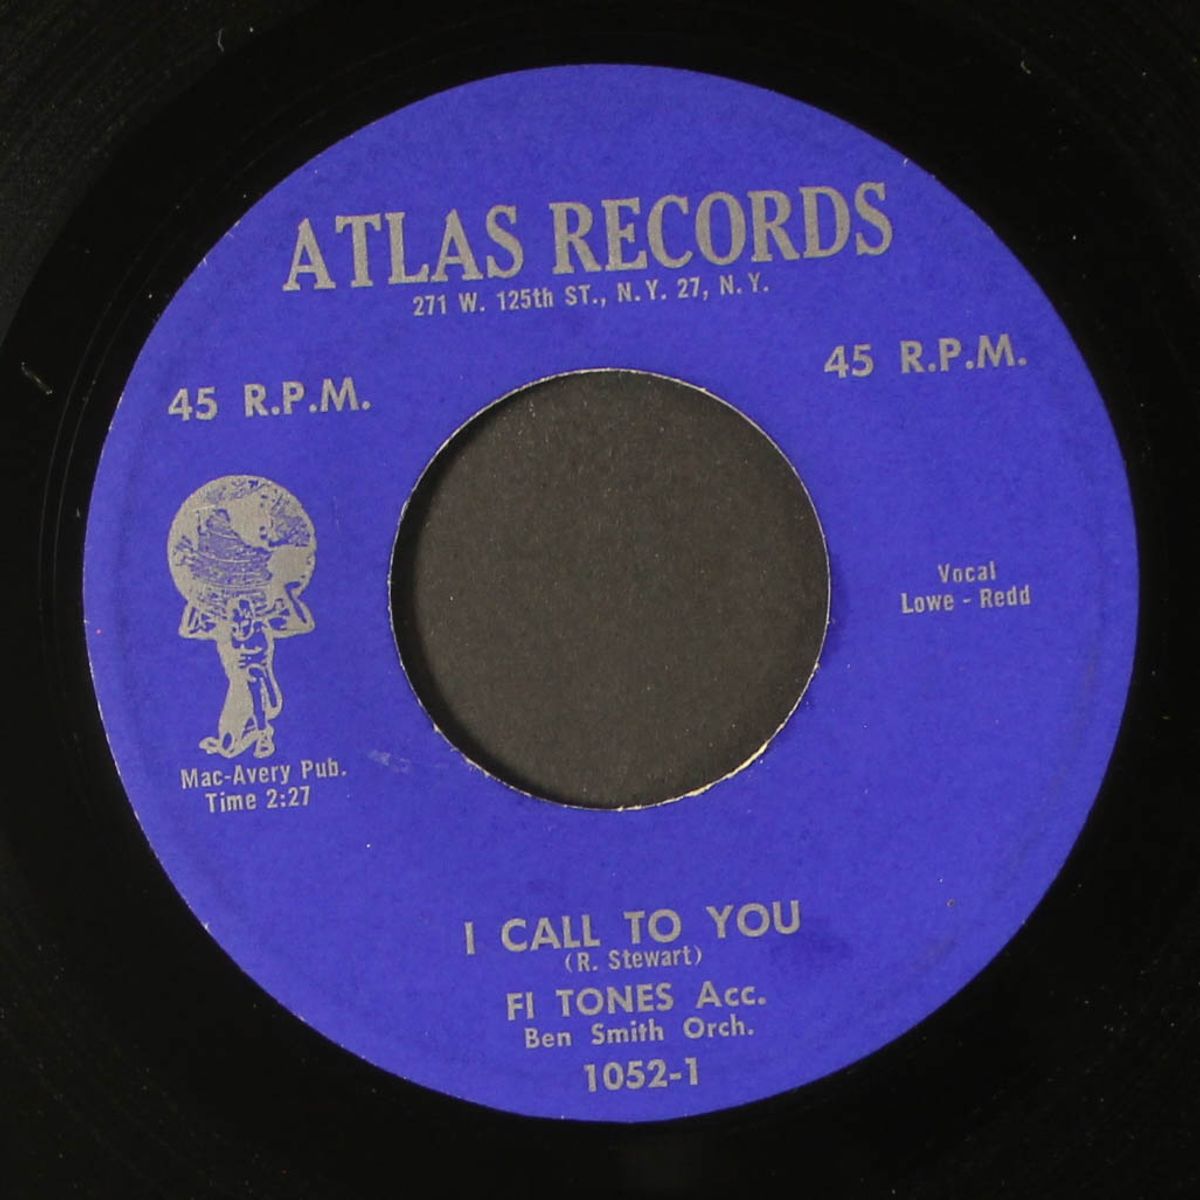 ATLAS RECORDS
271 W. 125th ST., N.Y. 27, N.Y.
45 R.P.M.
45 R.P.M.
Vocal
Lowe - Redd
Mac-Avery Pub.
Time 2:27
I CALL TO YOU
(R. Stewart)
FI TONES Acc.
Ben Smith Orch.
1052-1